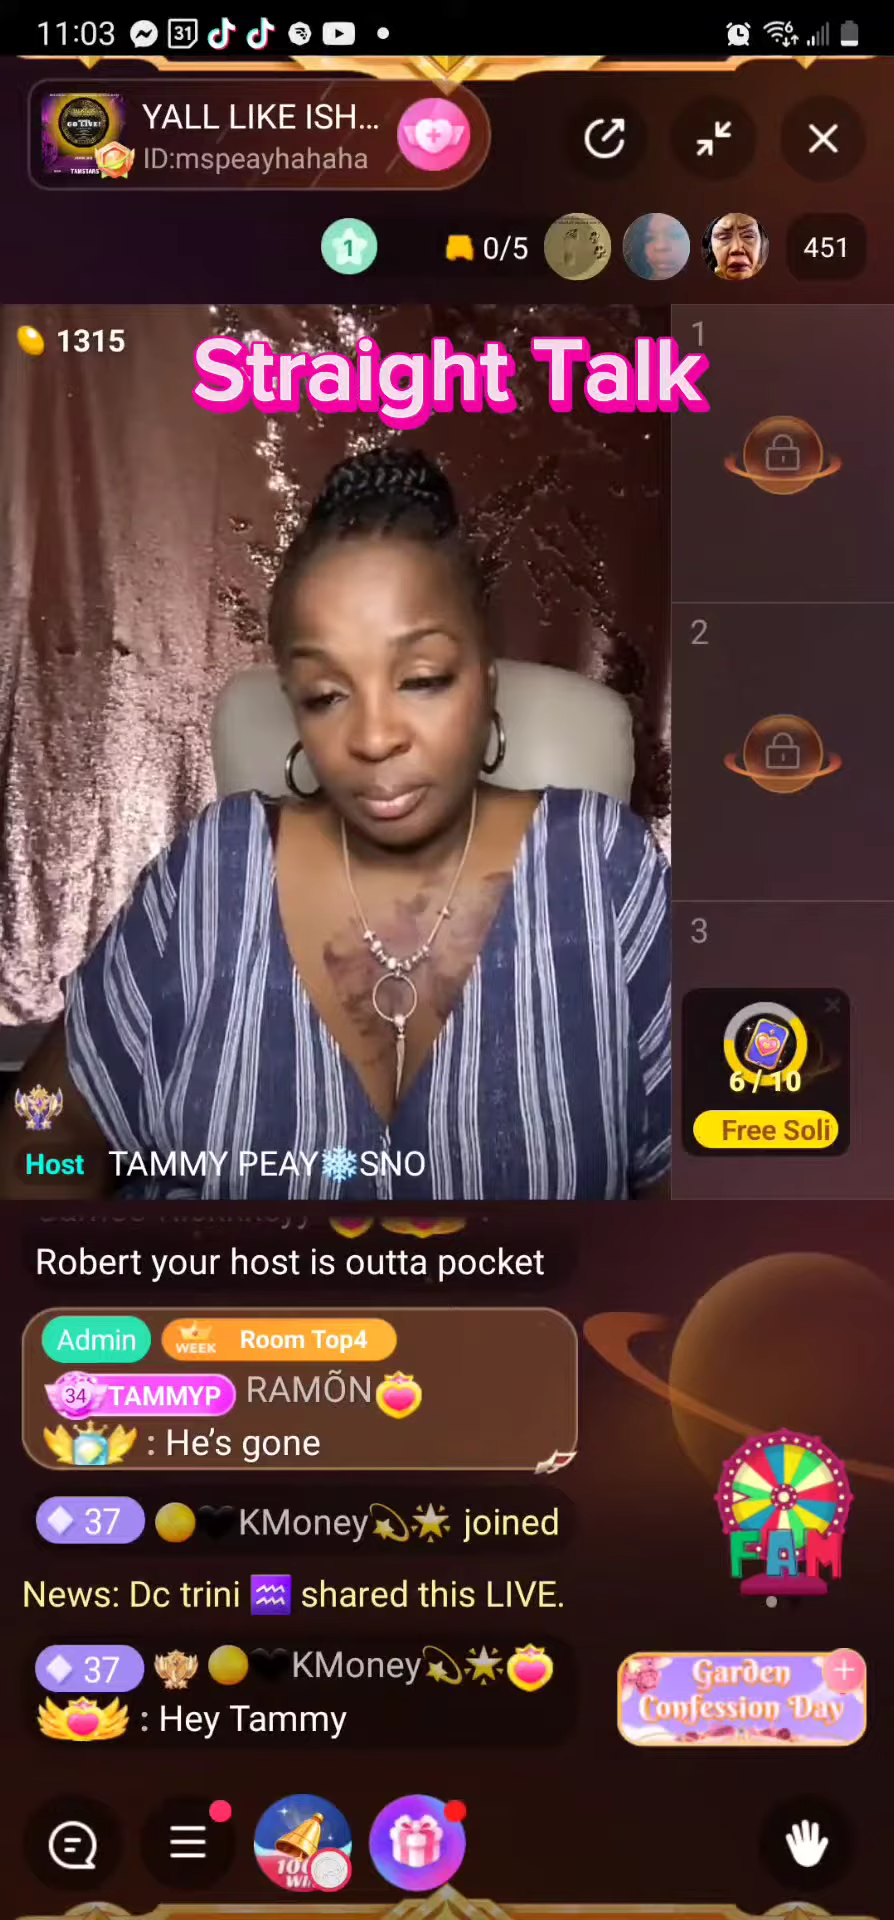 11:03
31
6
YALL LIKE ISH...
ID:mspeayhahaha
1
0/5
451
1315
Straight Talk
1
2
3
6/10
Free Soli
Host TAMMY PEAY❄SNO
Robert your host is outta pocket
Admin WEEK Room Top4
34 TAMMYP RAMÕN
: He's gone
37 KMoney joined
News: Dc trini ♒ shared this LIVE.
37 KMoney
: Hey Tammy
FAM
Garden
Confession Day